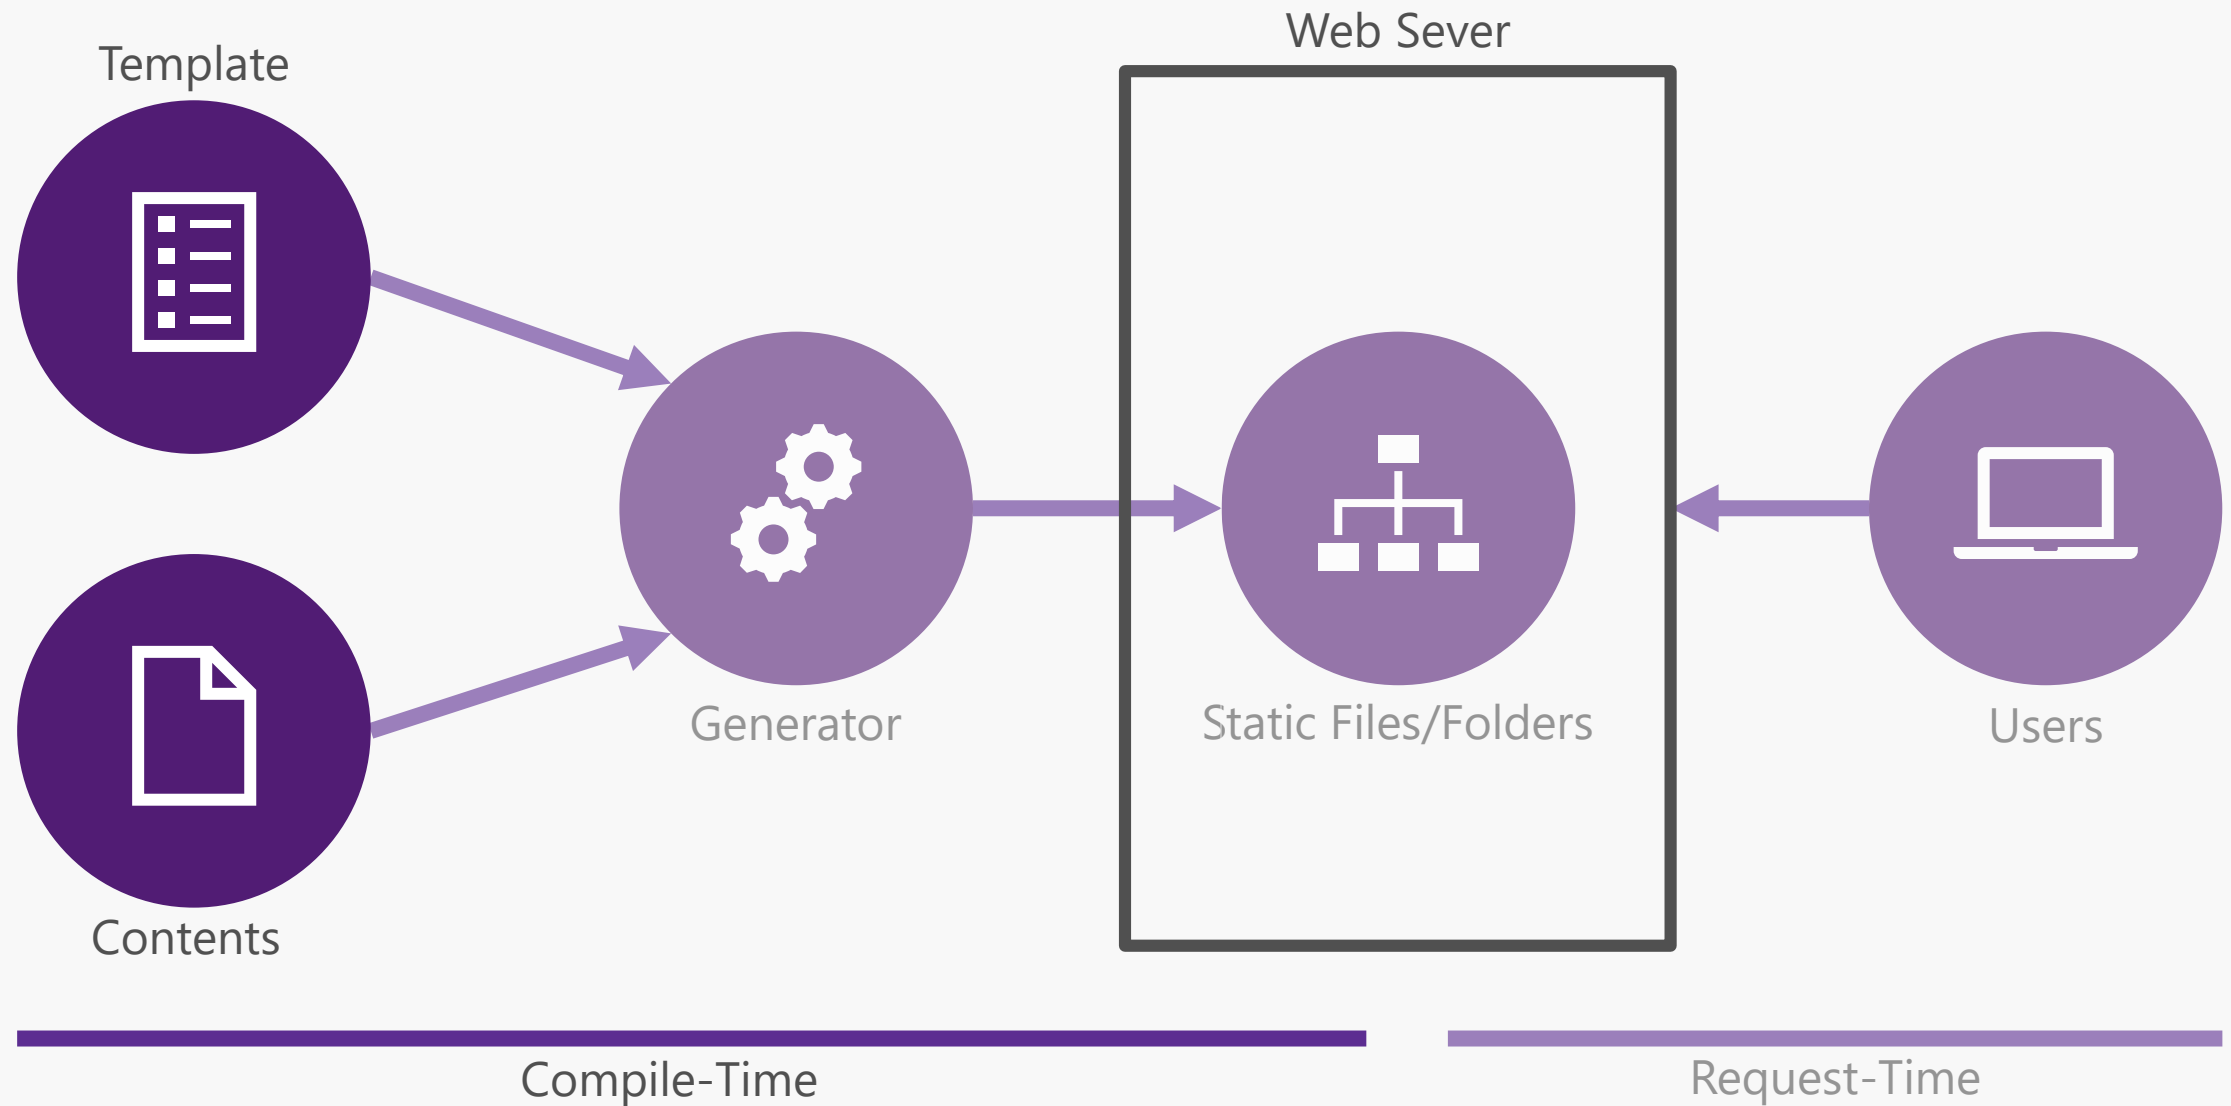 Web Sever
Template
Generator
Static Files/Folders
Users
Contents
Compile-Time
Request-Time